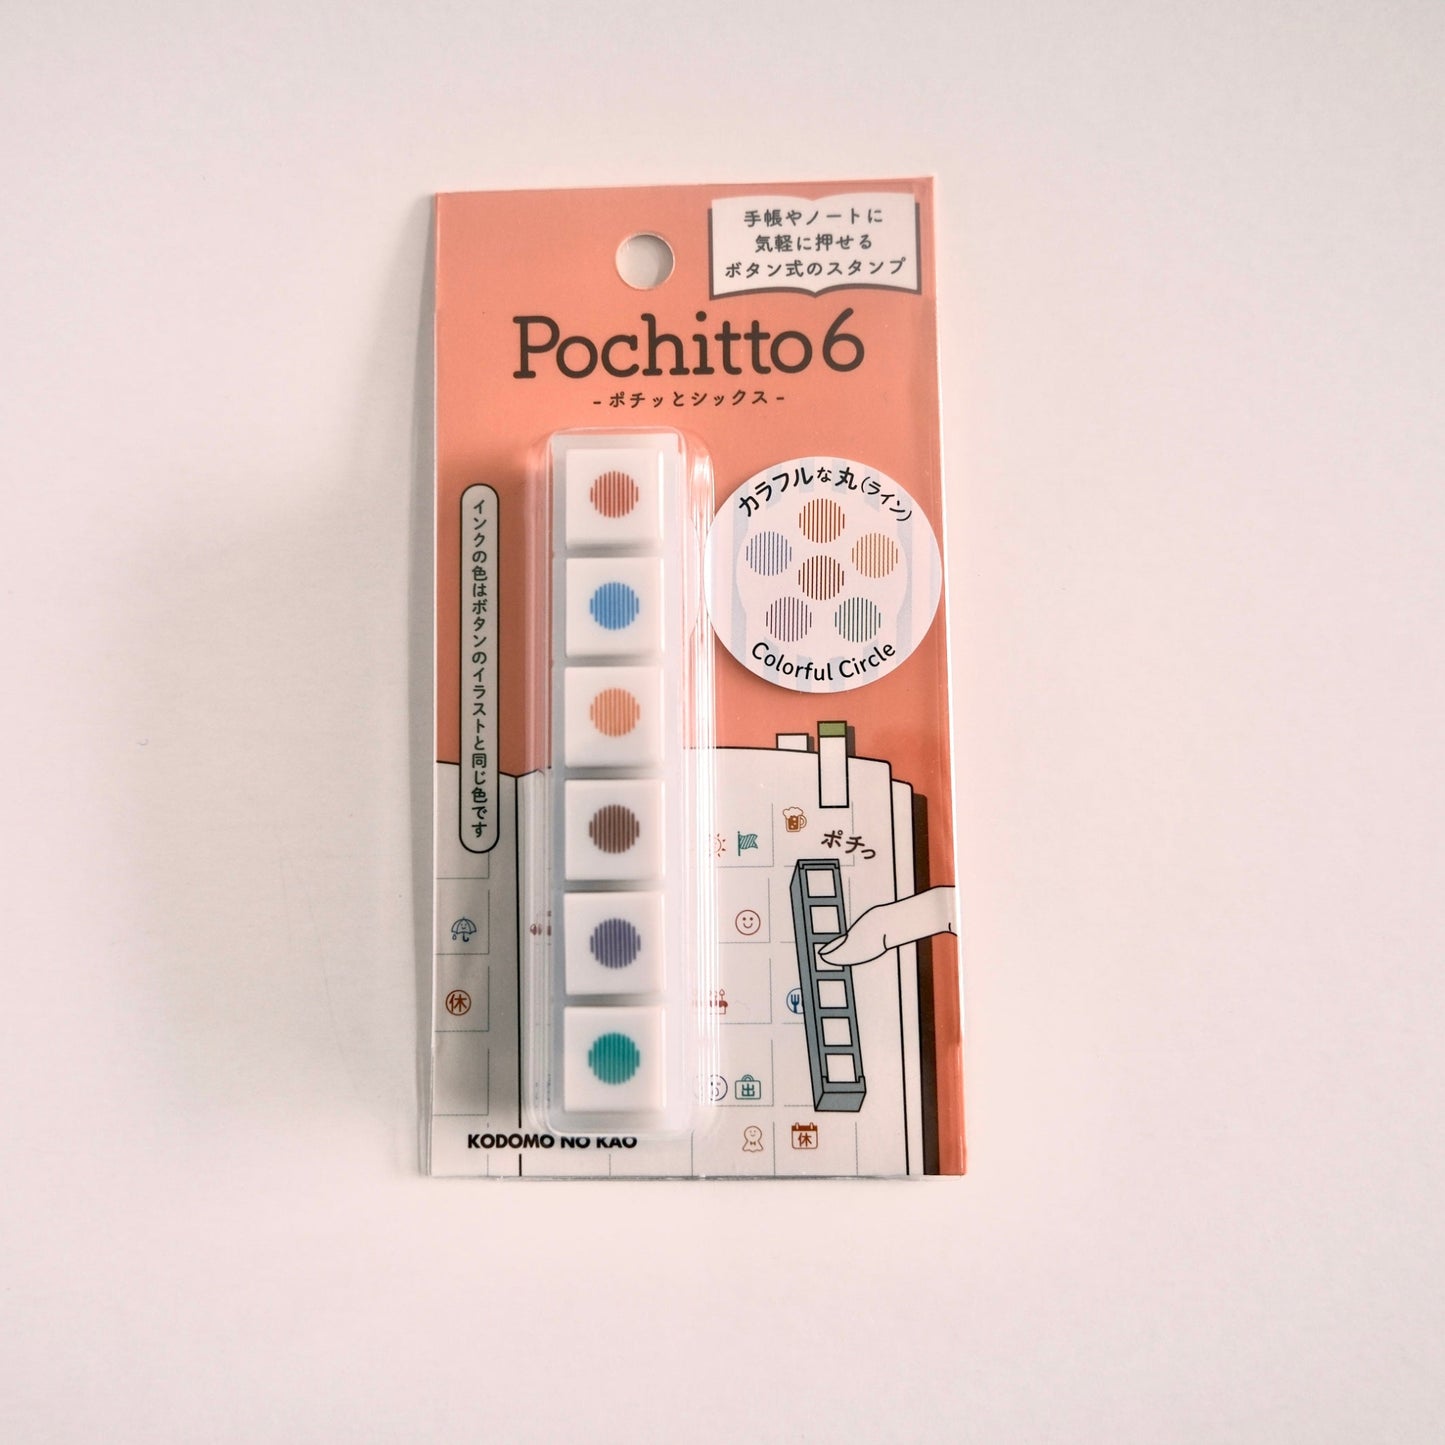 手帳やノートに
気軽に押せる
ボタン式のスタンプ
Pochitto6
-ポチッとシックス-
カラフルな丸(ライン)
Colorful Circle
インクの色はボタンのイラストと同じ色です
ポチっ
休
出
休
KODOMO NO KAO